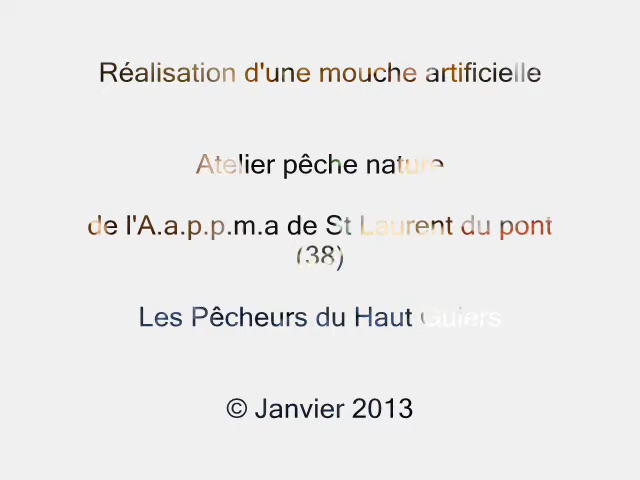 Réalisation d'une mouche artificielle
Atelier pêche nature
de l'A.a.p.p.m.a de St Laurent du pont
(38)
Les Pêcheurs du Haut Guiers
© Janvier 2013